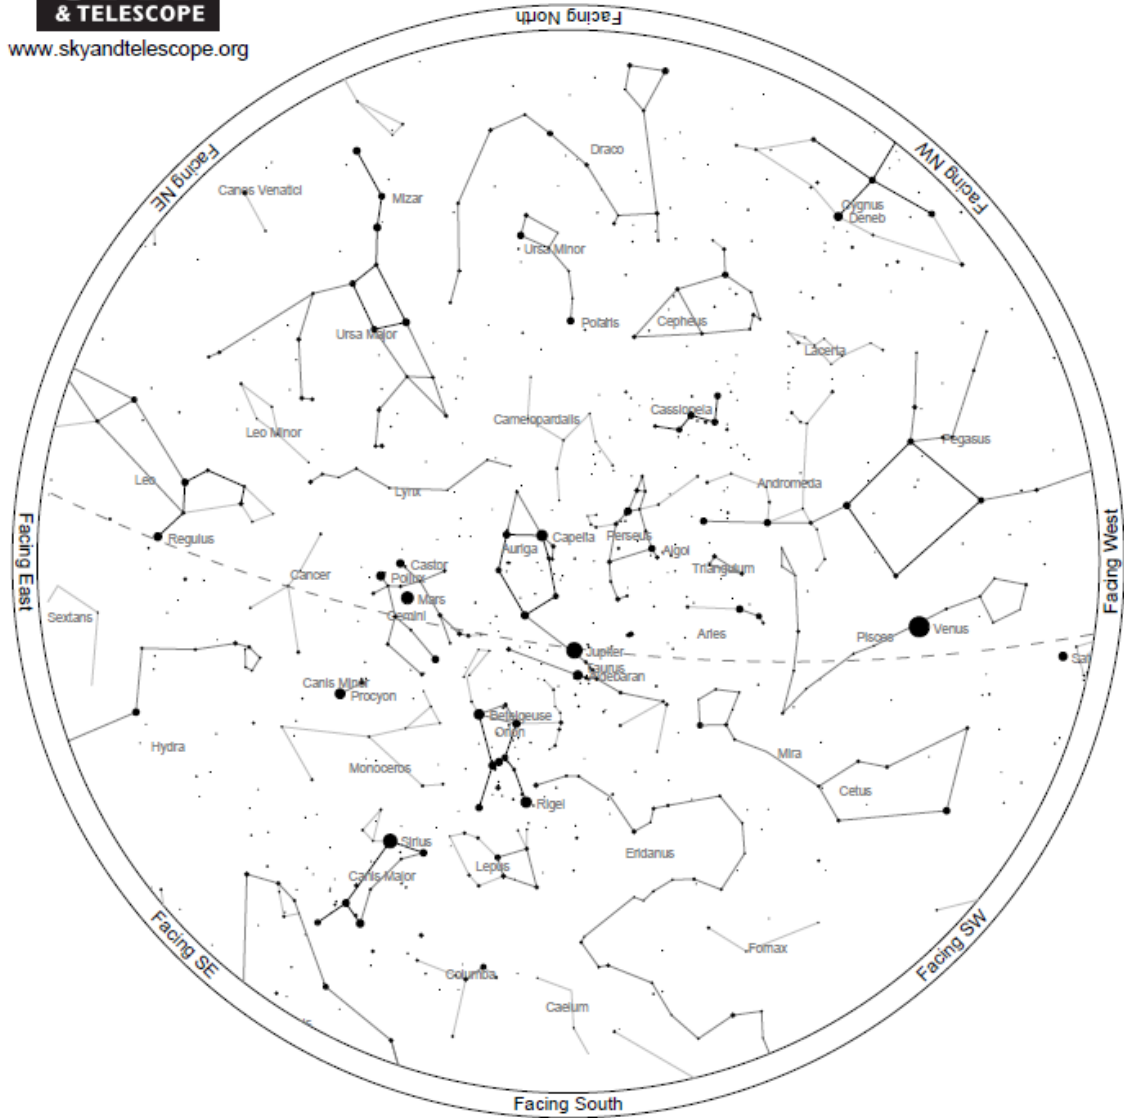 & TELESCOPE
www.skyandtelescope.org
Facing North
Facing NE
Facing NW
Draco
Canes Venatici
Mizar
Cygnus
Deneb
Ursa Minor
Polaris
Cepheus
Ursa Major
Lacerta
Camelopardalis
Cassiopeia
Leo Minor
Pegasus
Leo
Lynx
Andromeda
Regulus
Auriga
Capella
Perseus
Algol
Triangulum
Castor
Cancer
Pollux
Mars
Gemini
Facing East
Facing West
Sextans
Aries
Pisces
Venus
Jupiter
Sat
Taurus
Aldebaran
Canis Minor
Procyon
Betelgeuse
Orion
Hydra
Mira
Monoceros
Cetus
Rigel
Sirius
Eridanus
Lepus
Canis Major
Facing SE
Facing SW
Fornax
Columba
Caelum
Facing South